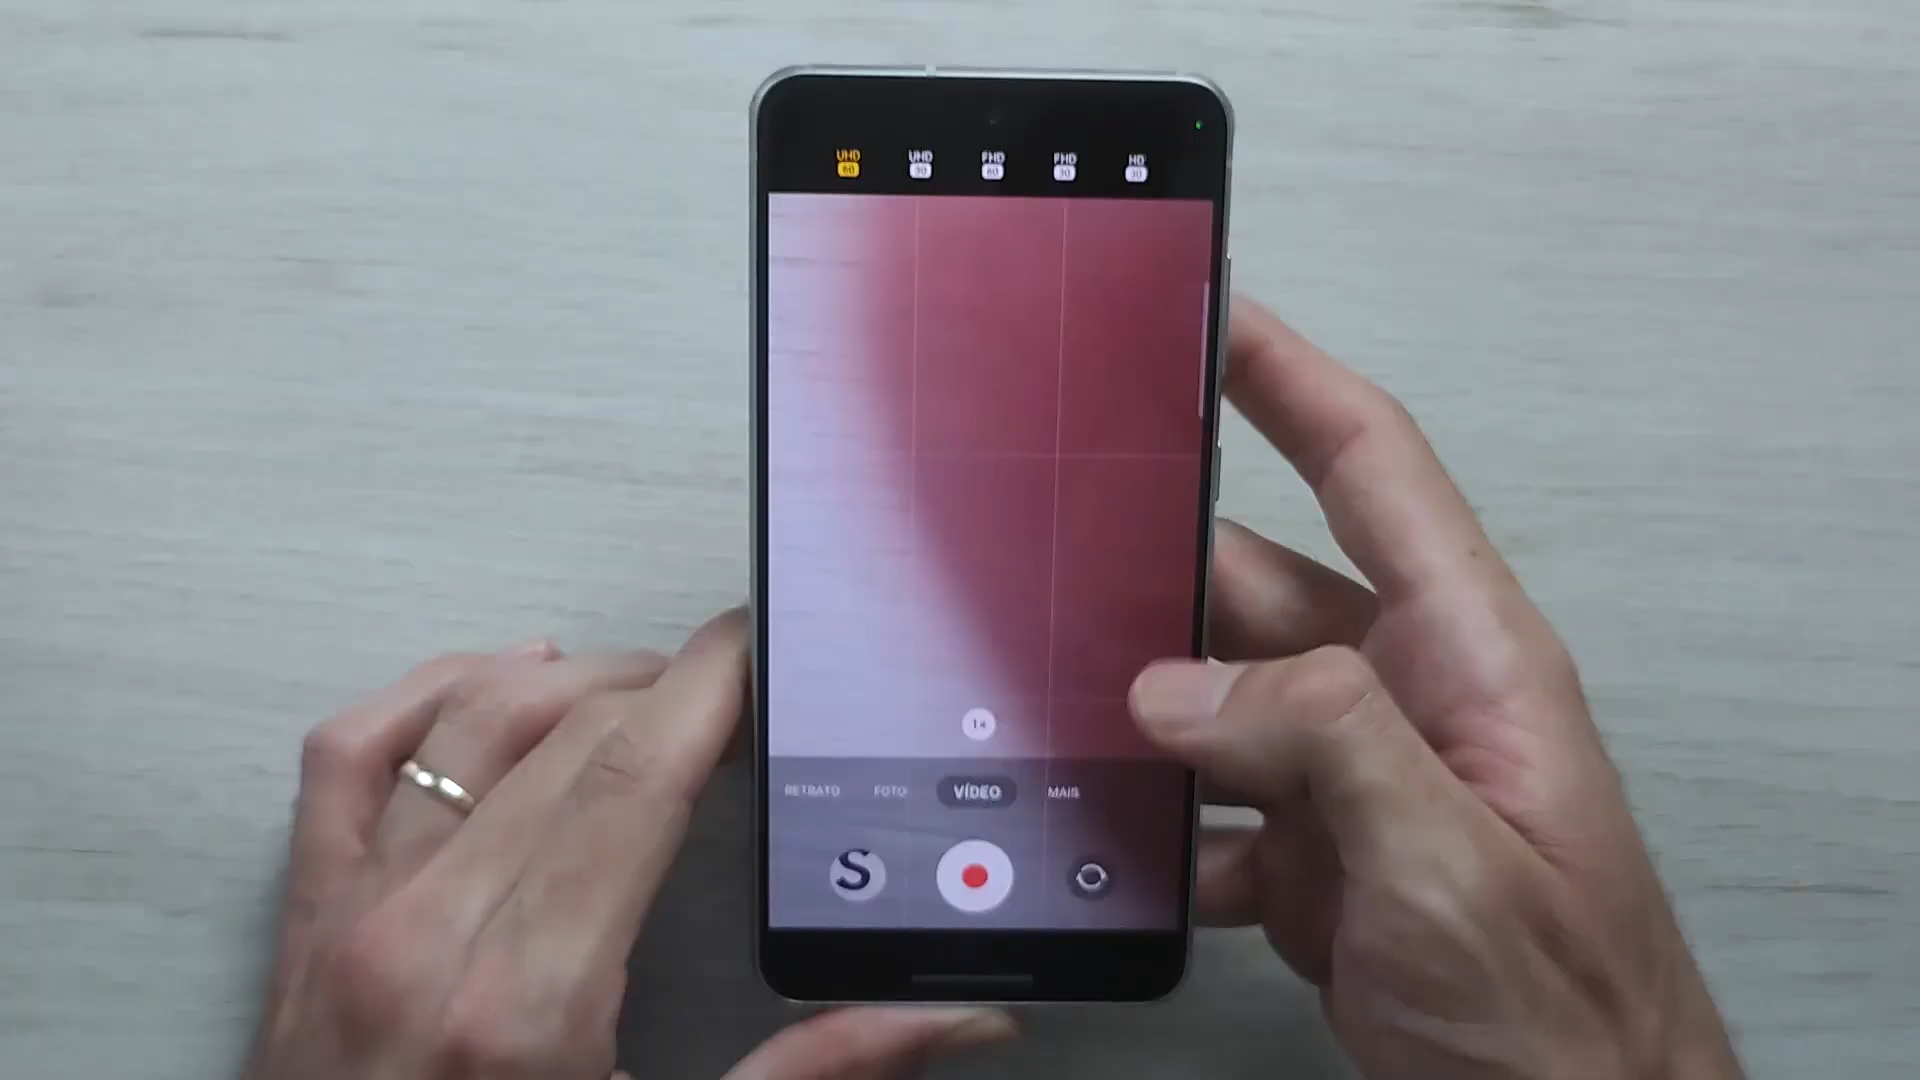 UHD UHD FHD FHD HD
60 30 60 30 30
1x
RETRATO FOTO VÍDEO MAIS
S